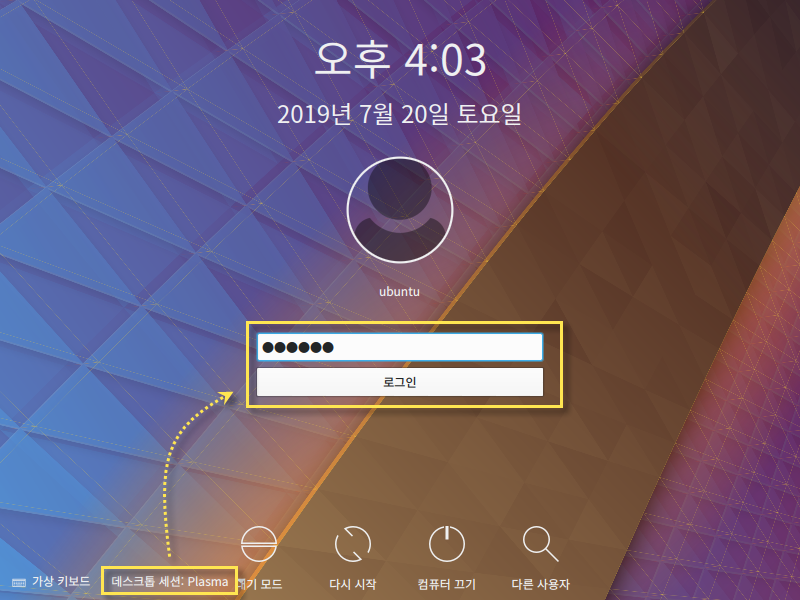 오후 4:03
2019년 7월 20일 토요일
ubuntu
로그인
가상 키보드
데스크톱 세션: Plasma
모드
다시 시작
컴퓨터 끄기
다른 사용자